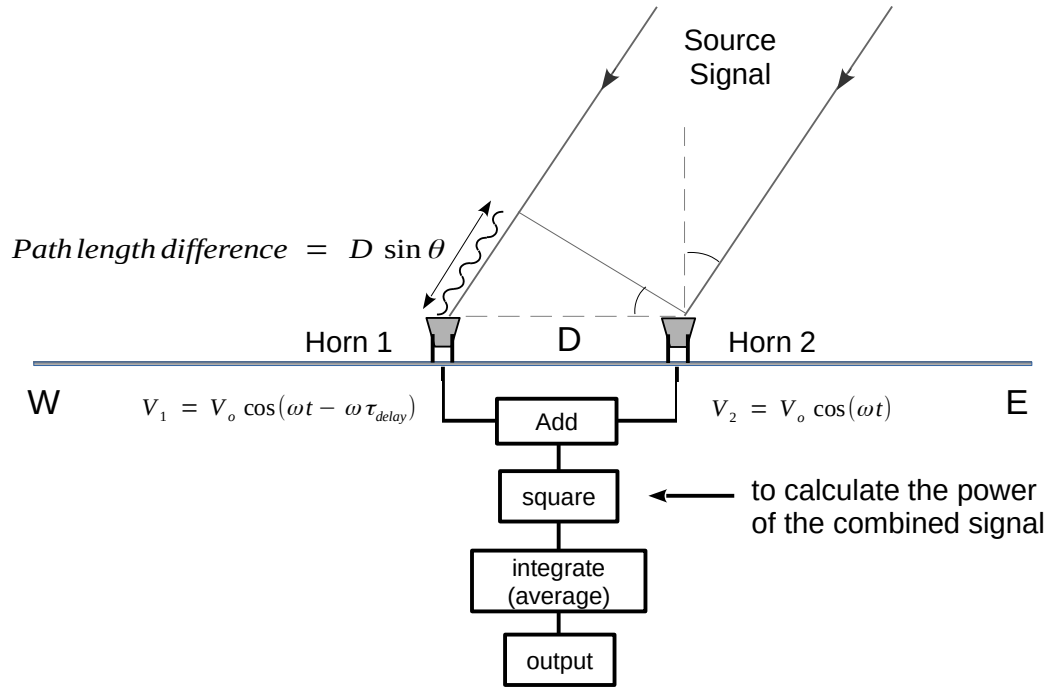 Source
Signal
Path length difference = D sin θ
Horn 1
D
Horn 2
W
V₁ = Vₒ cos(ωt − ωτ_delay)
V₂ = Vₒ cos(ωt)
E
Add
square
to calculate the power
of the combined signal
integrate
(average)
output